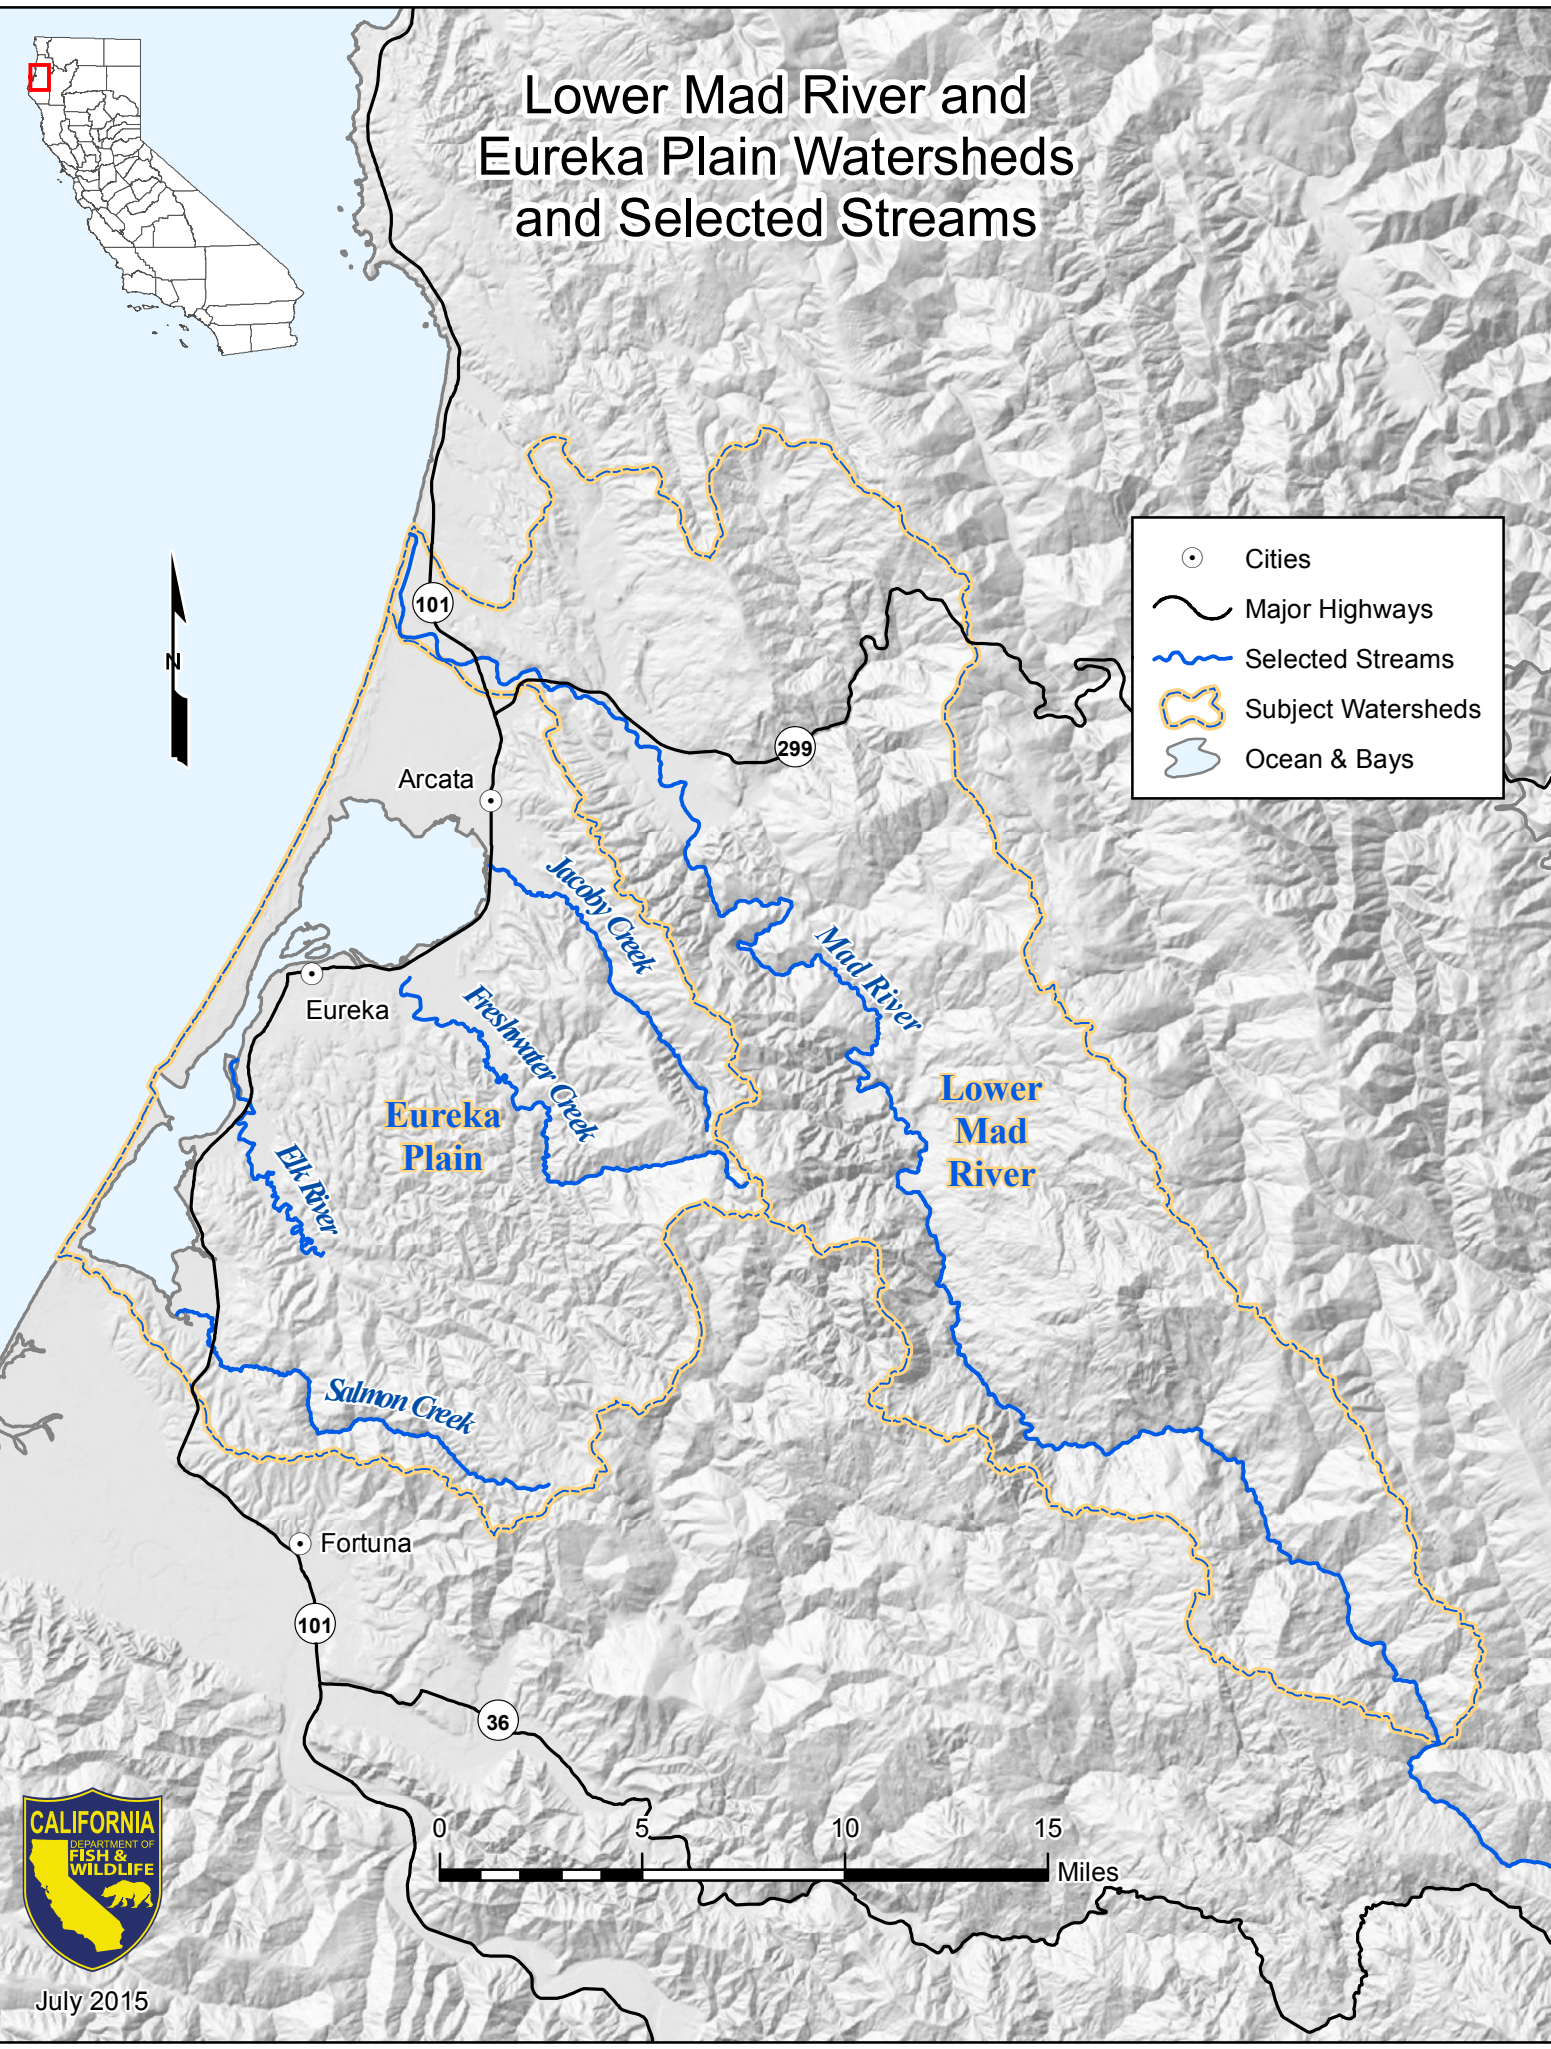 Lower Mad River and
Eureka Plain Watersheds
and Selected Streams
Cities
Major Highways
Selected Streams
Subject Watersheds
Ocean & Bays
N
101
299
Arcata
Jacoby Creek
Mad River
Eureka
Freshwater Creek
Lower
Mad
River
Eureka
Plain
Elk River
Salmon Creek
Fortuna
101
36
0 5 10 15
Miles
CALIFORNIA
DEPARTMENT OF
FISH &
WILDLIFE
July 2015